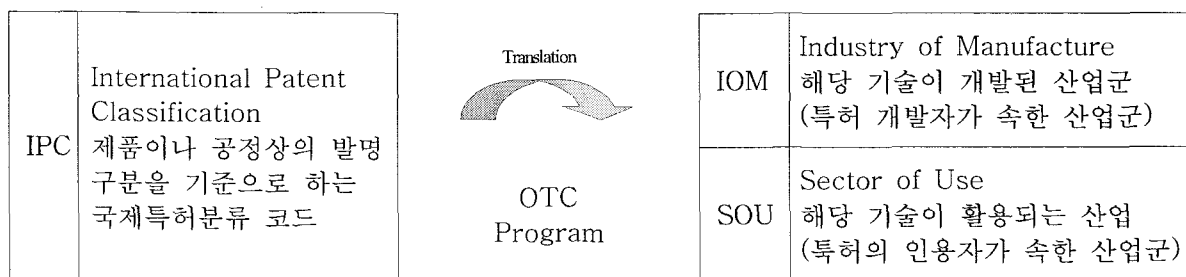 IPC
International Patent
Classification
제품이나 공정상의 발명
구분을 기준으로 하는
국제특허분류 코드
Translation
OTC
Program
IOM
Industry of Manufacture
해당 기술이 개발된 산업군
(특허 개발자가 속한 산업군)
SOU
Sector of Use
해당 기술이 활용되는 산업
(특허의 인용자가 속한 산업군)